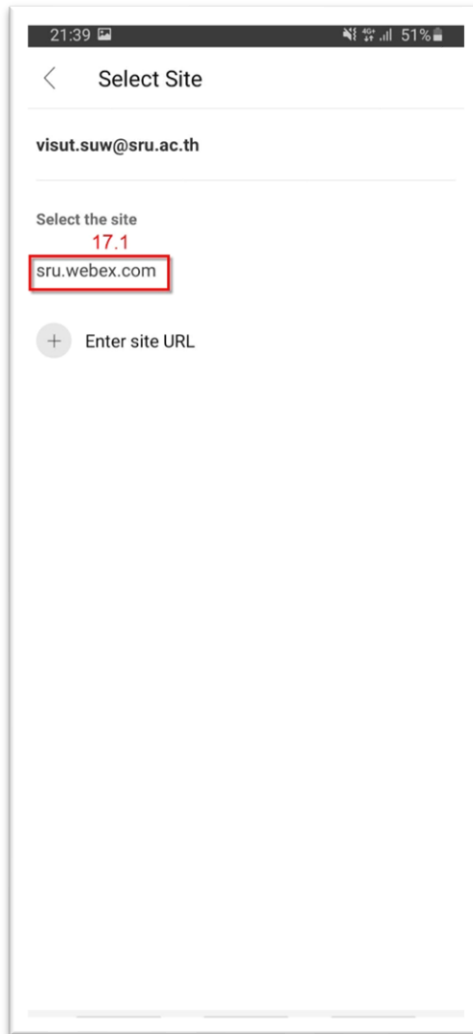 21:39 4G+ 51%
Select Site
visut.suw@sru.ac.th
Select the site
17.1
sru.webex.com
+ Enter site URL